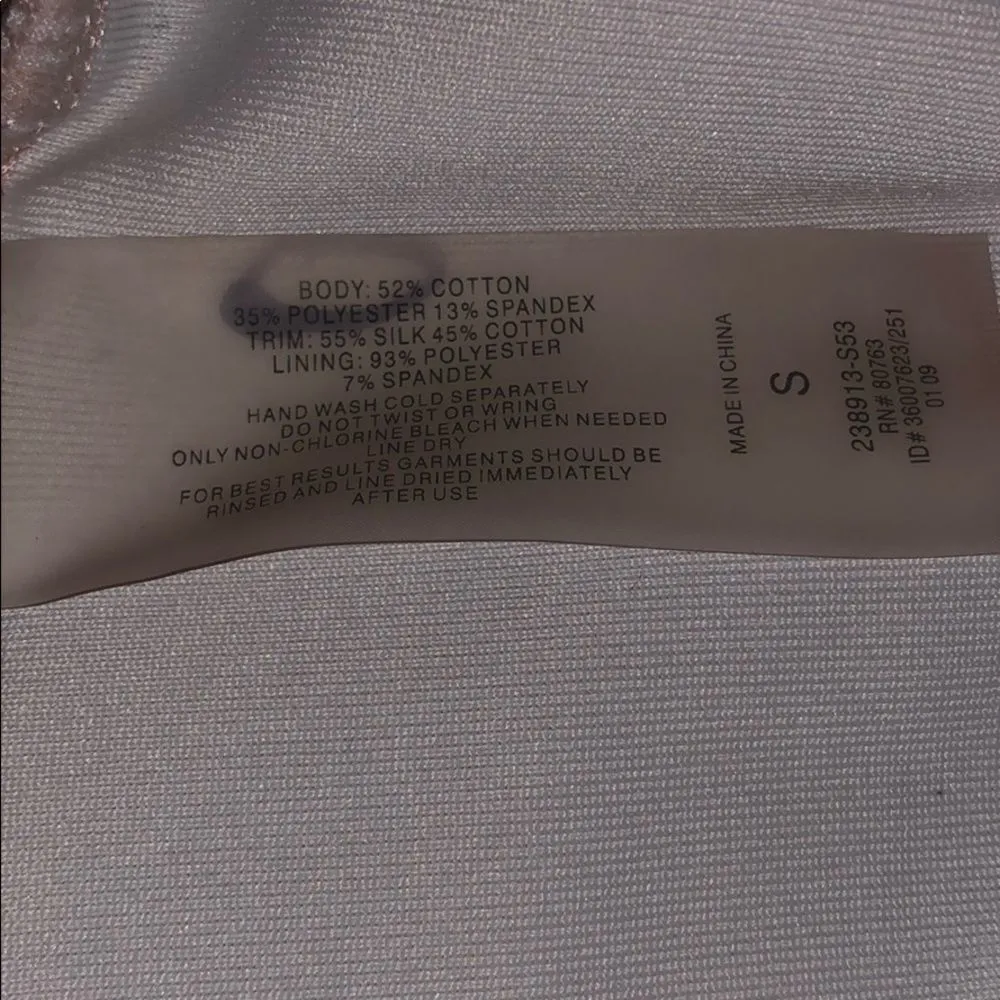 BODY: 52% COTTON
35% POLYESTER 13% SPANDEX
TRIM: 55% SILK 45% COTTON
LINING: 93% POLYESTER
7% SPANDEX
HAND WASH COLD SEPARATELY
DO NOT TWIST OR WRING
ONLY NON-CHLORINE BLEACH WHEN NEEDED
LINE DRY
FOR BEST RESULTS GARMENTS SHOULD BE
RINSED AND LINE DRIED IMMEDIATELY
AFTER USE
MADE IN CHINA
S
238913-S53
RN# 80763
ID# 36007623/251
01 09